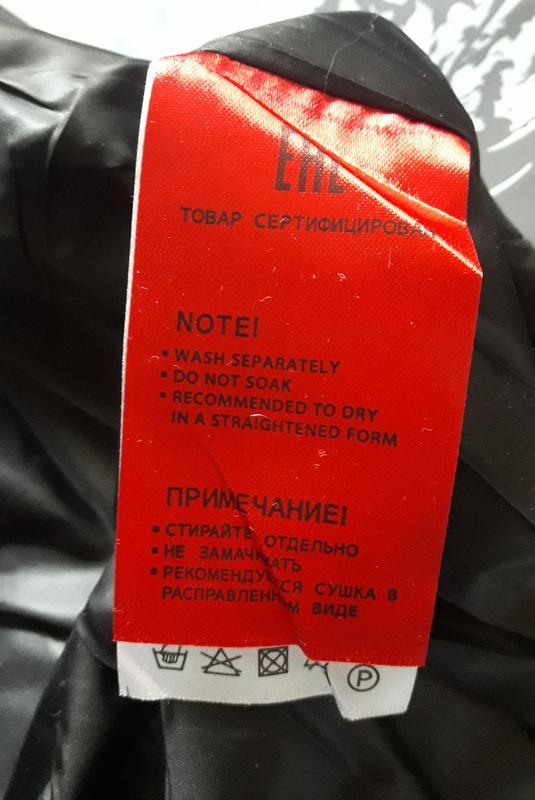 EAC
ТОВАР СЕРТИФИЦИРОВАН
NOTE!
▪ WASH SEPARATELY
▪ DO NOT SOAK
▪ RECOMMENDED TO DRY
IN A STRAIGHTENED FORM
ПРИМЕЧАНИЕ!
▪ СТИРАЙТЕ ОТДЕЛЬНО
▪ НЕ ЗАМАЧИВАТЬ
▪ РЕКОМЕНДУЕТСЯ СУШКА В
РАСПРАВЛЕННОМ ВИДЕ
P